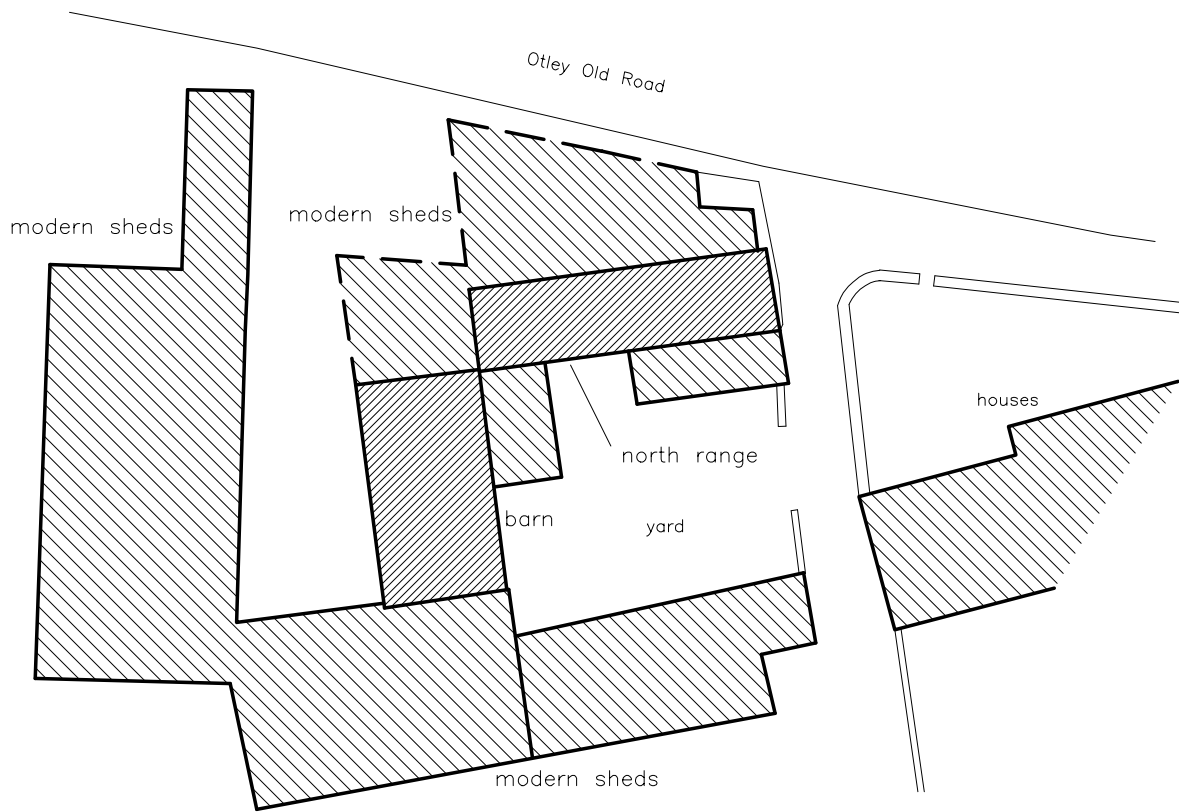 Otley Old Road
modern sheds
modern sheds
houses
north range
barn
yard
modern sheds